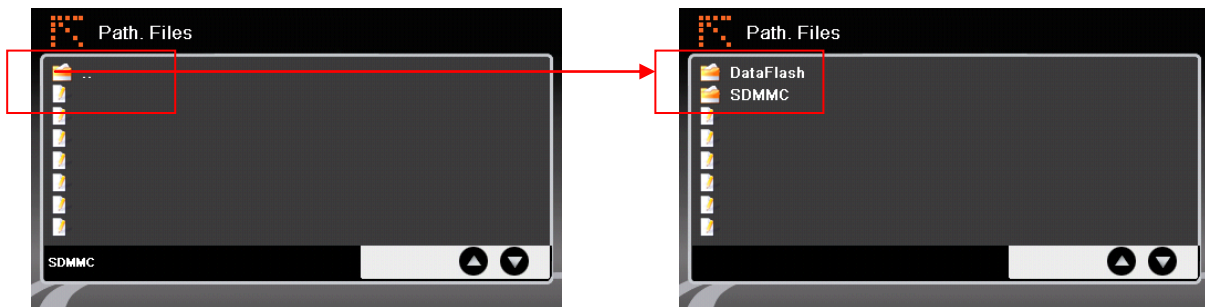 Path. Files
..
SDMMC
Path. Files
DataFlash
SDMMC